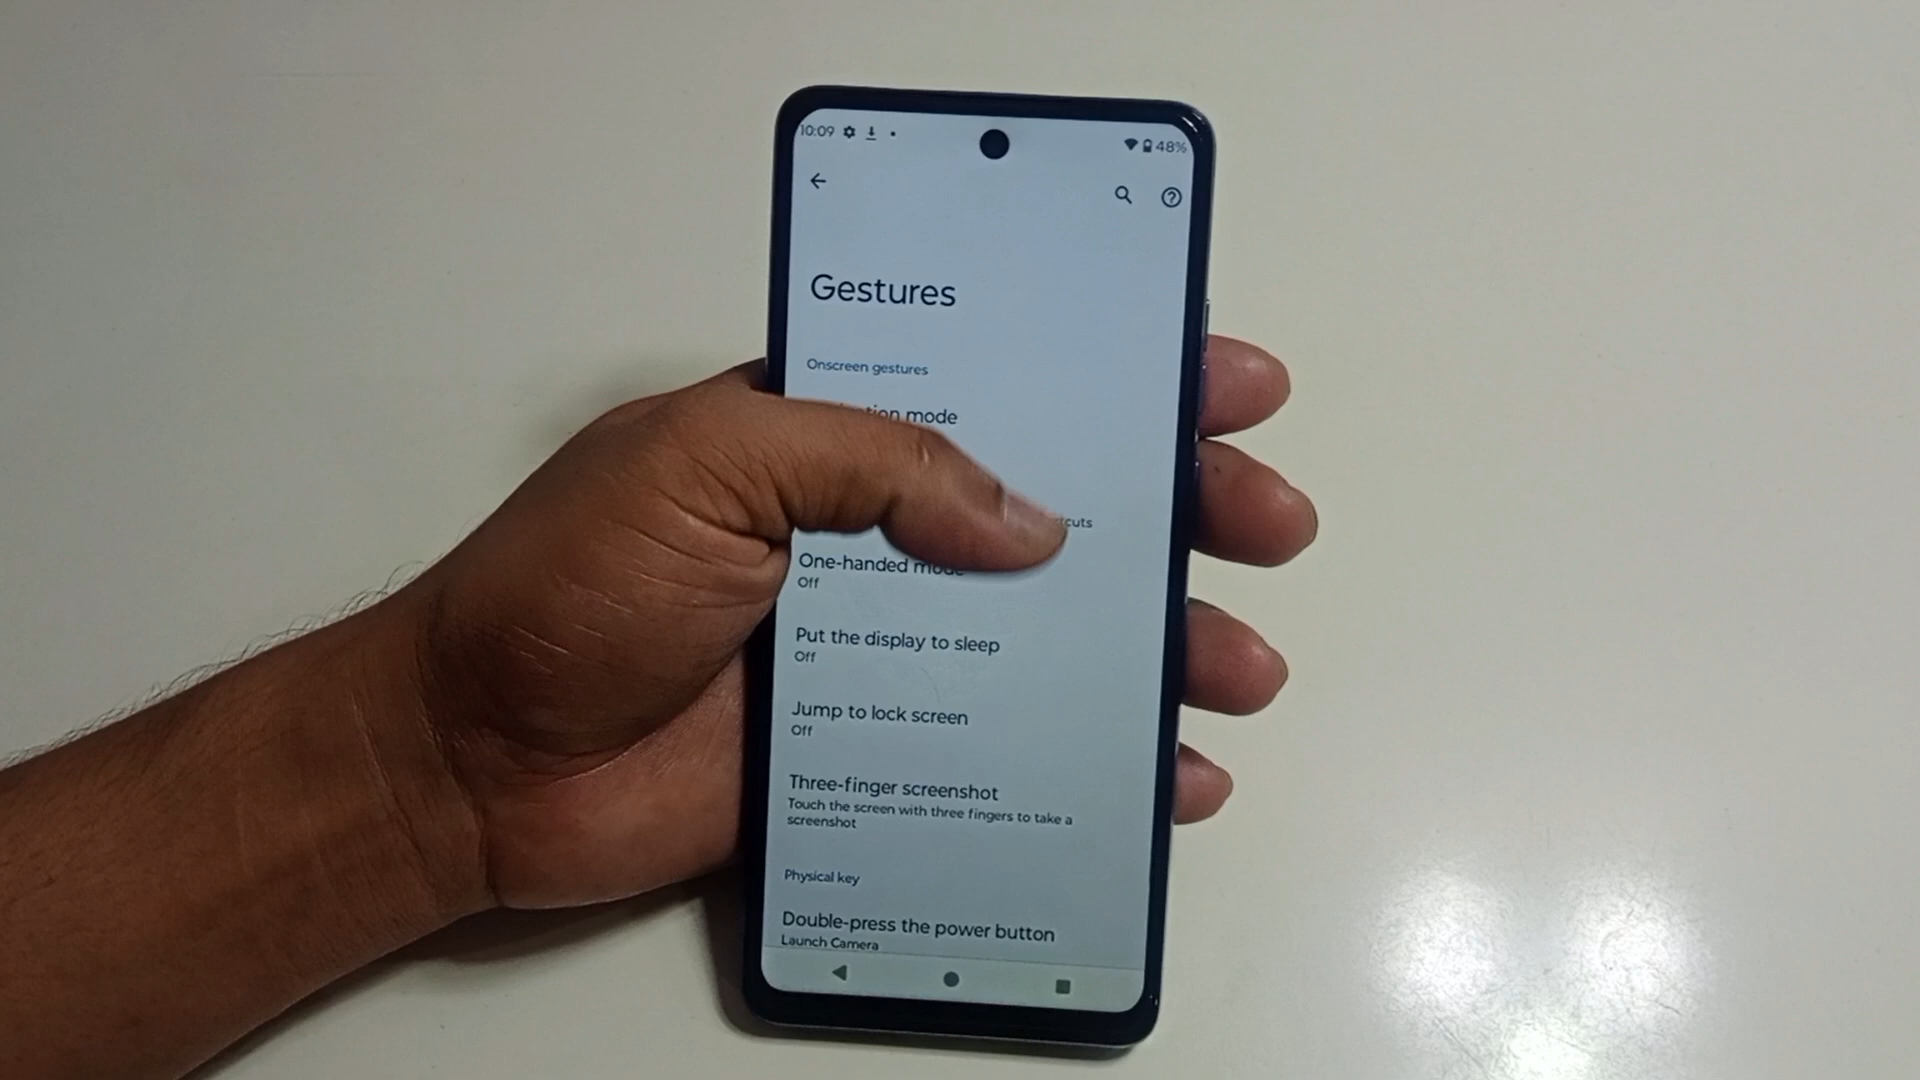 10:09
48%
Gestures
Onscreen gestures
mode
One-handed mode
Off
Put the display to sleep
Off
Jump to lock screen
Off
Three-finger screenshot
Touch the screen with three fingers to take a
screenshot
Physical key
Double-press the power button
Launch Camera